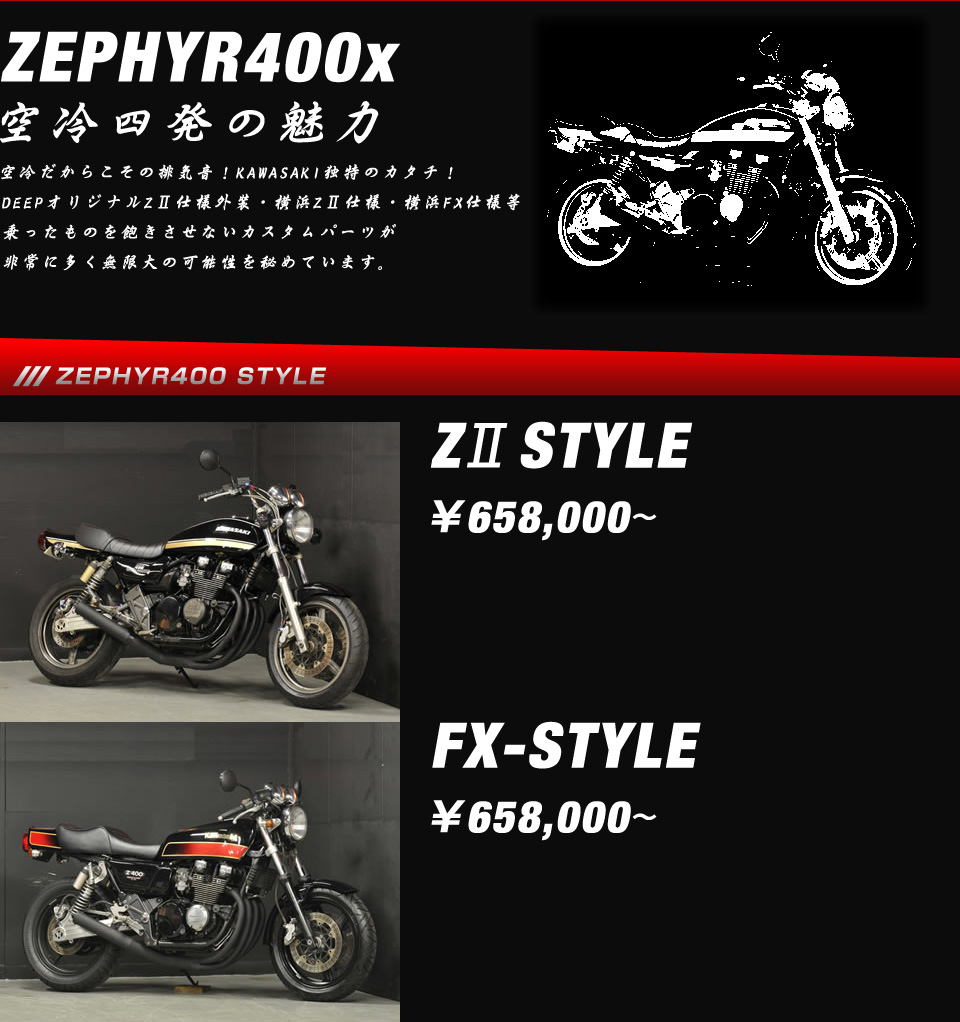 ZEPHYR400x
空冷四発の魅力
空冷だからこその排気音！KAWASAKI独特のカタチ！
DEEPオリジナルZⅡ仕様外装・横浜ZⅡ仕様・横浜FX仕様等
乗ったものを飽きさせないカスタムパーツが
非常に多く無限大の可能性を秘めています。
ZEPHYR400 STYLE
ZⅡ STYLE
￥658,000～
KAWASAKI
FX-STYLE
￥658,000～
Z400